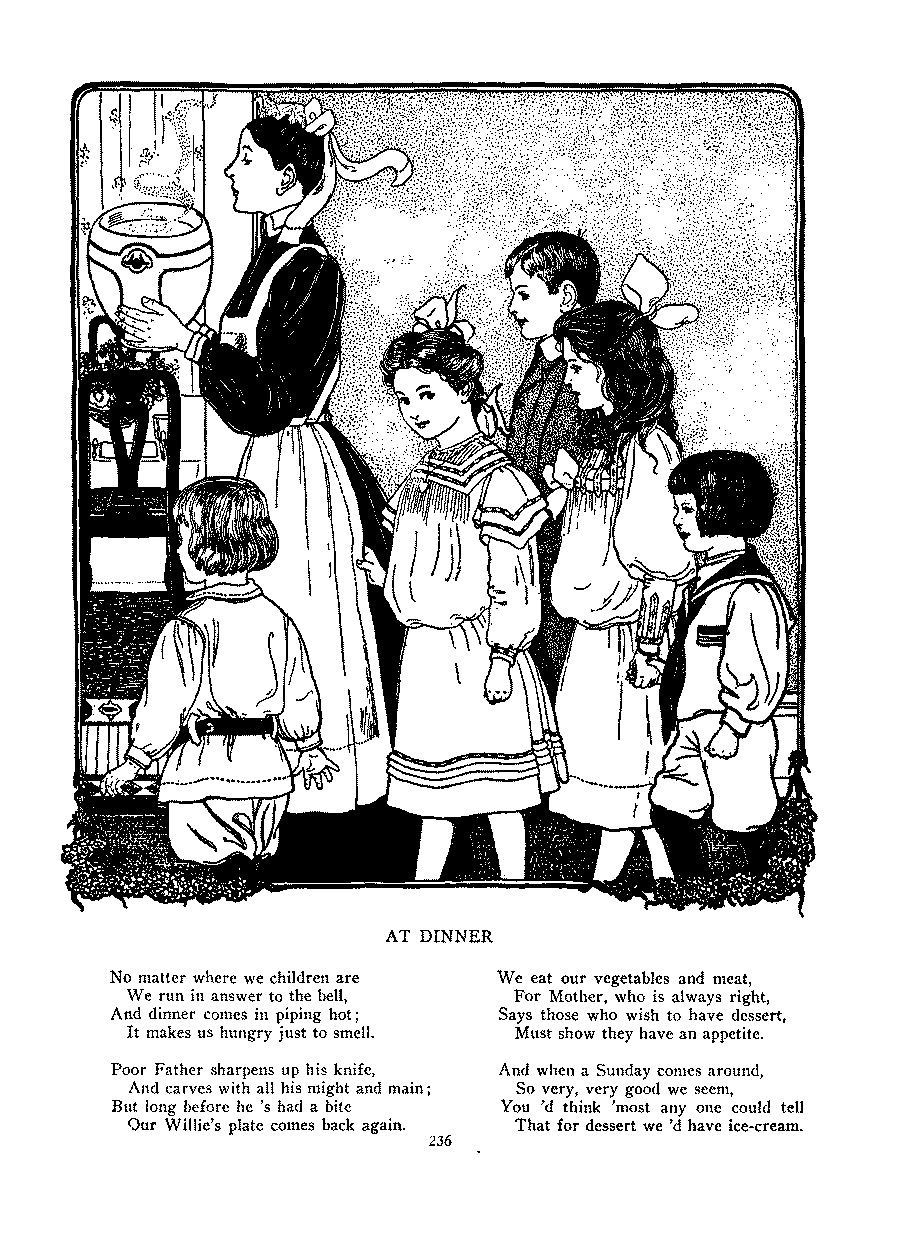 AT DINNER
No matter where we children are
We run in answer to the bell,
And dinner comes in piping hot;
It makes us hungry just to smell.
Poor Father sharpens up his knife,
And carves with all his might and main;
But long before he 's had a bite
Our Willie's plate comes back again.
We eat our vegetables and meat,
For Mother, who is always right,
Says those who wish to have dessert,
Must show they have an appetite.
And when a Sunday comes around,
So very, very good we seem,
You 'd think 'most any one could tell
That for dessert we 'd have ice-cream.
236